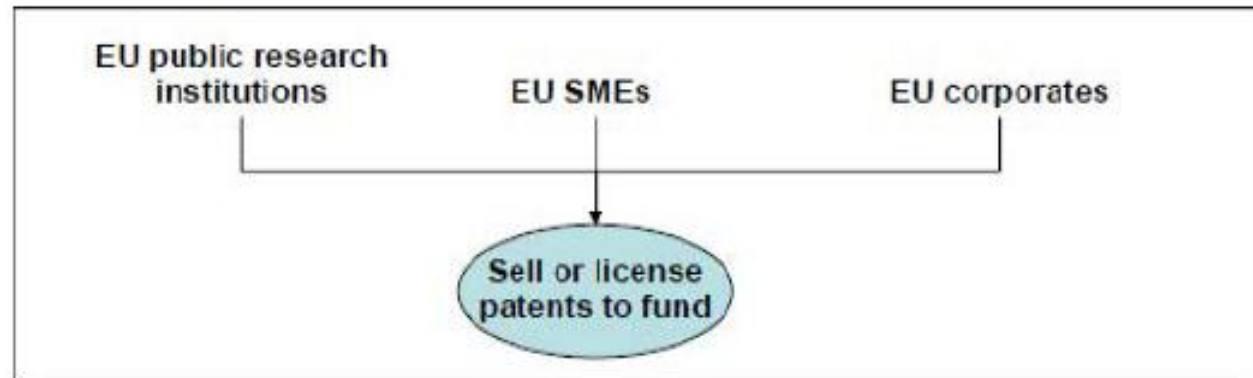 EU public research
institutions
EU SMEs
EU corporates
Sell or license
patents to fund